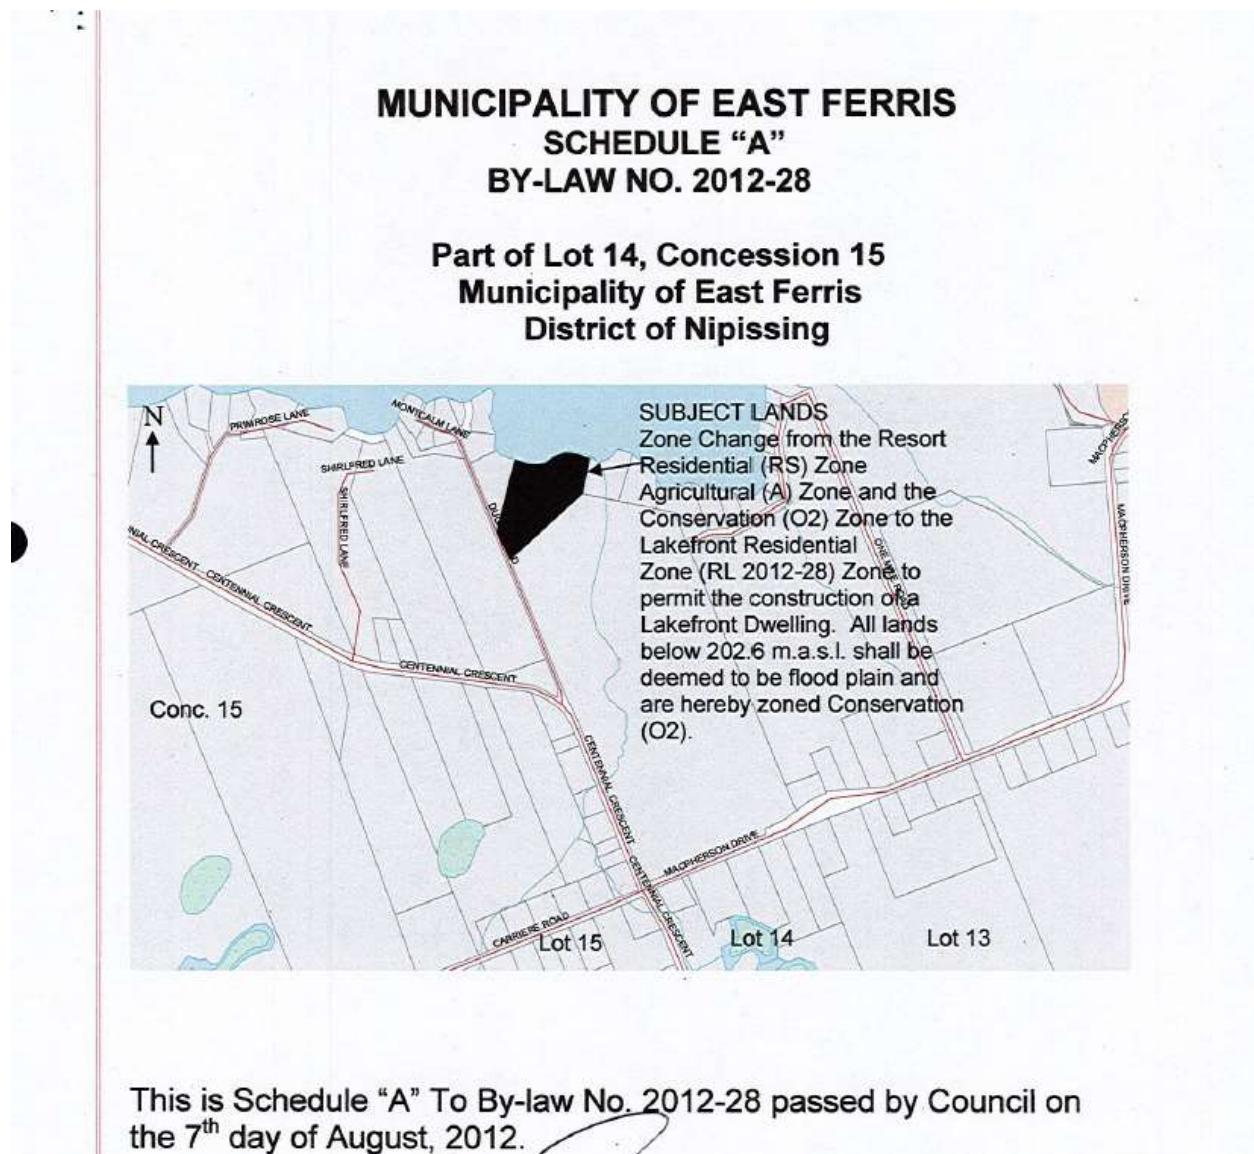 MUNICIPALITY OF EAST FERRIS
SCHEDULE “A”
BY-LAW NO. 2012-28
Part of Lot 14, Concession 15
Municipality of East Ferris
District of Nipissing
N
PRIMROSE LANE
MONTCALM LANE
SHIRLFRED LANE
SHIRLFRED LANE
SUBJECT LANDS
Zone Change from the Resort
Residential (RS) Zone
Agricultural (A) Zone and the
Conservation (O2) Zone to the
Lakefront Residential
Zone (RL 2012-28) Zone to
permit the construction of a
Lakefront Dwelling. All lands
below 202.6 m.a.s.l. shall be
deemed to be flood plain and
are hereby zoned Conservation
(O2).
ONE MILE ROAD
MACPHERSON DRIVE
CENTENNIAL CRESCENT
CENTENNIAL CRESCENT
Conc. 15
CENTENNIAL CRESCENT
CENTENNIAL CRESCENT
MACPHERSON DRIVE
CARRIERE ROAD
Lot 15
Lot 14
Lot 13
This is Schedule “A” To By-law No. 2012-28 passed by Council on
the 7th day of August, 2012.